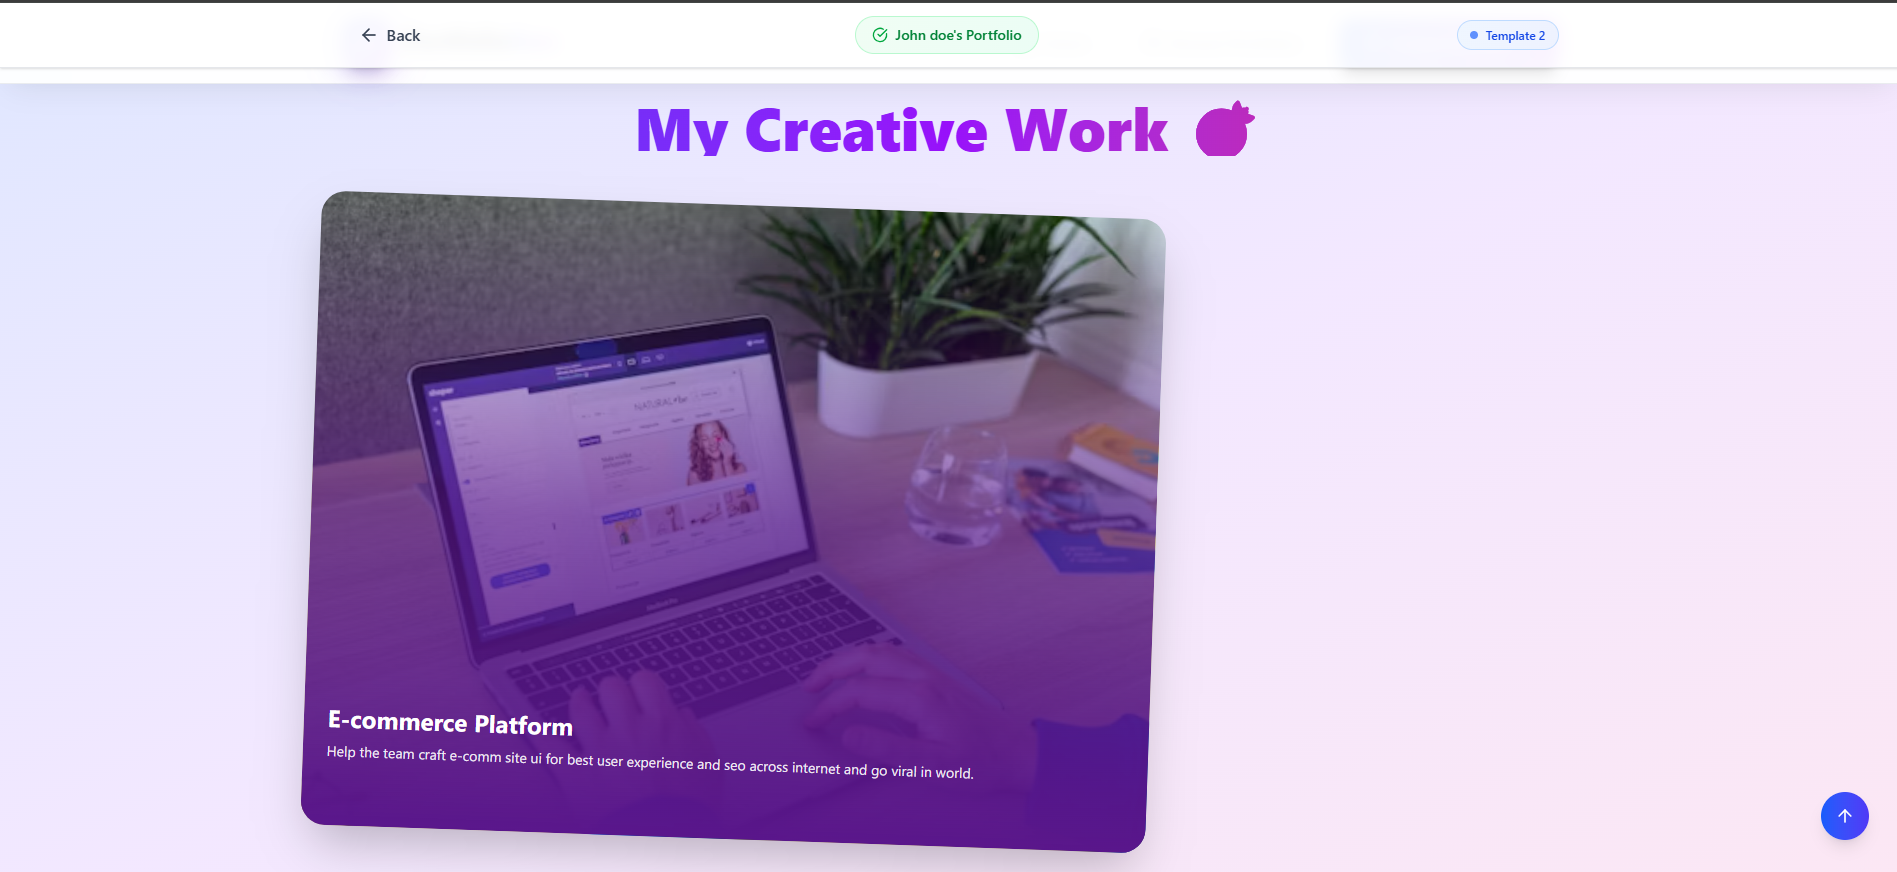 Back
John doe's Portfolio
Template 2
My Creative Work
NATURAL
E-commerce Platform
Help the team craft e-comm site ui for best user experience and seo across internet and go viral in world.